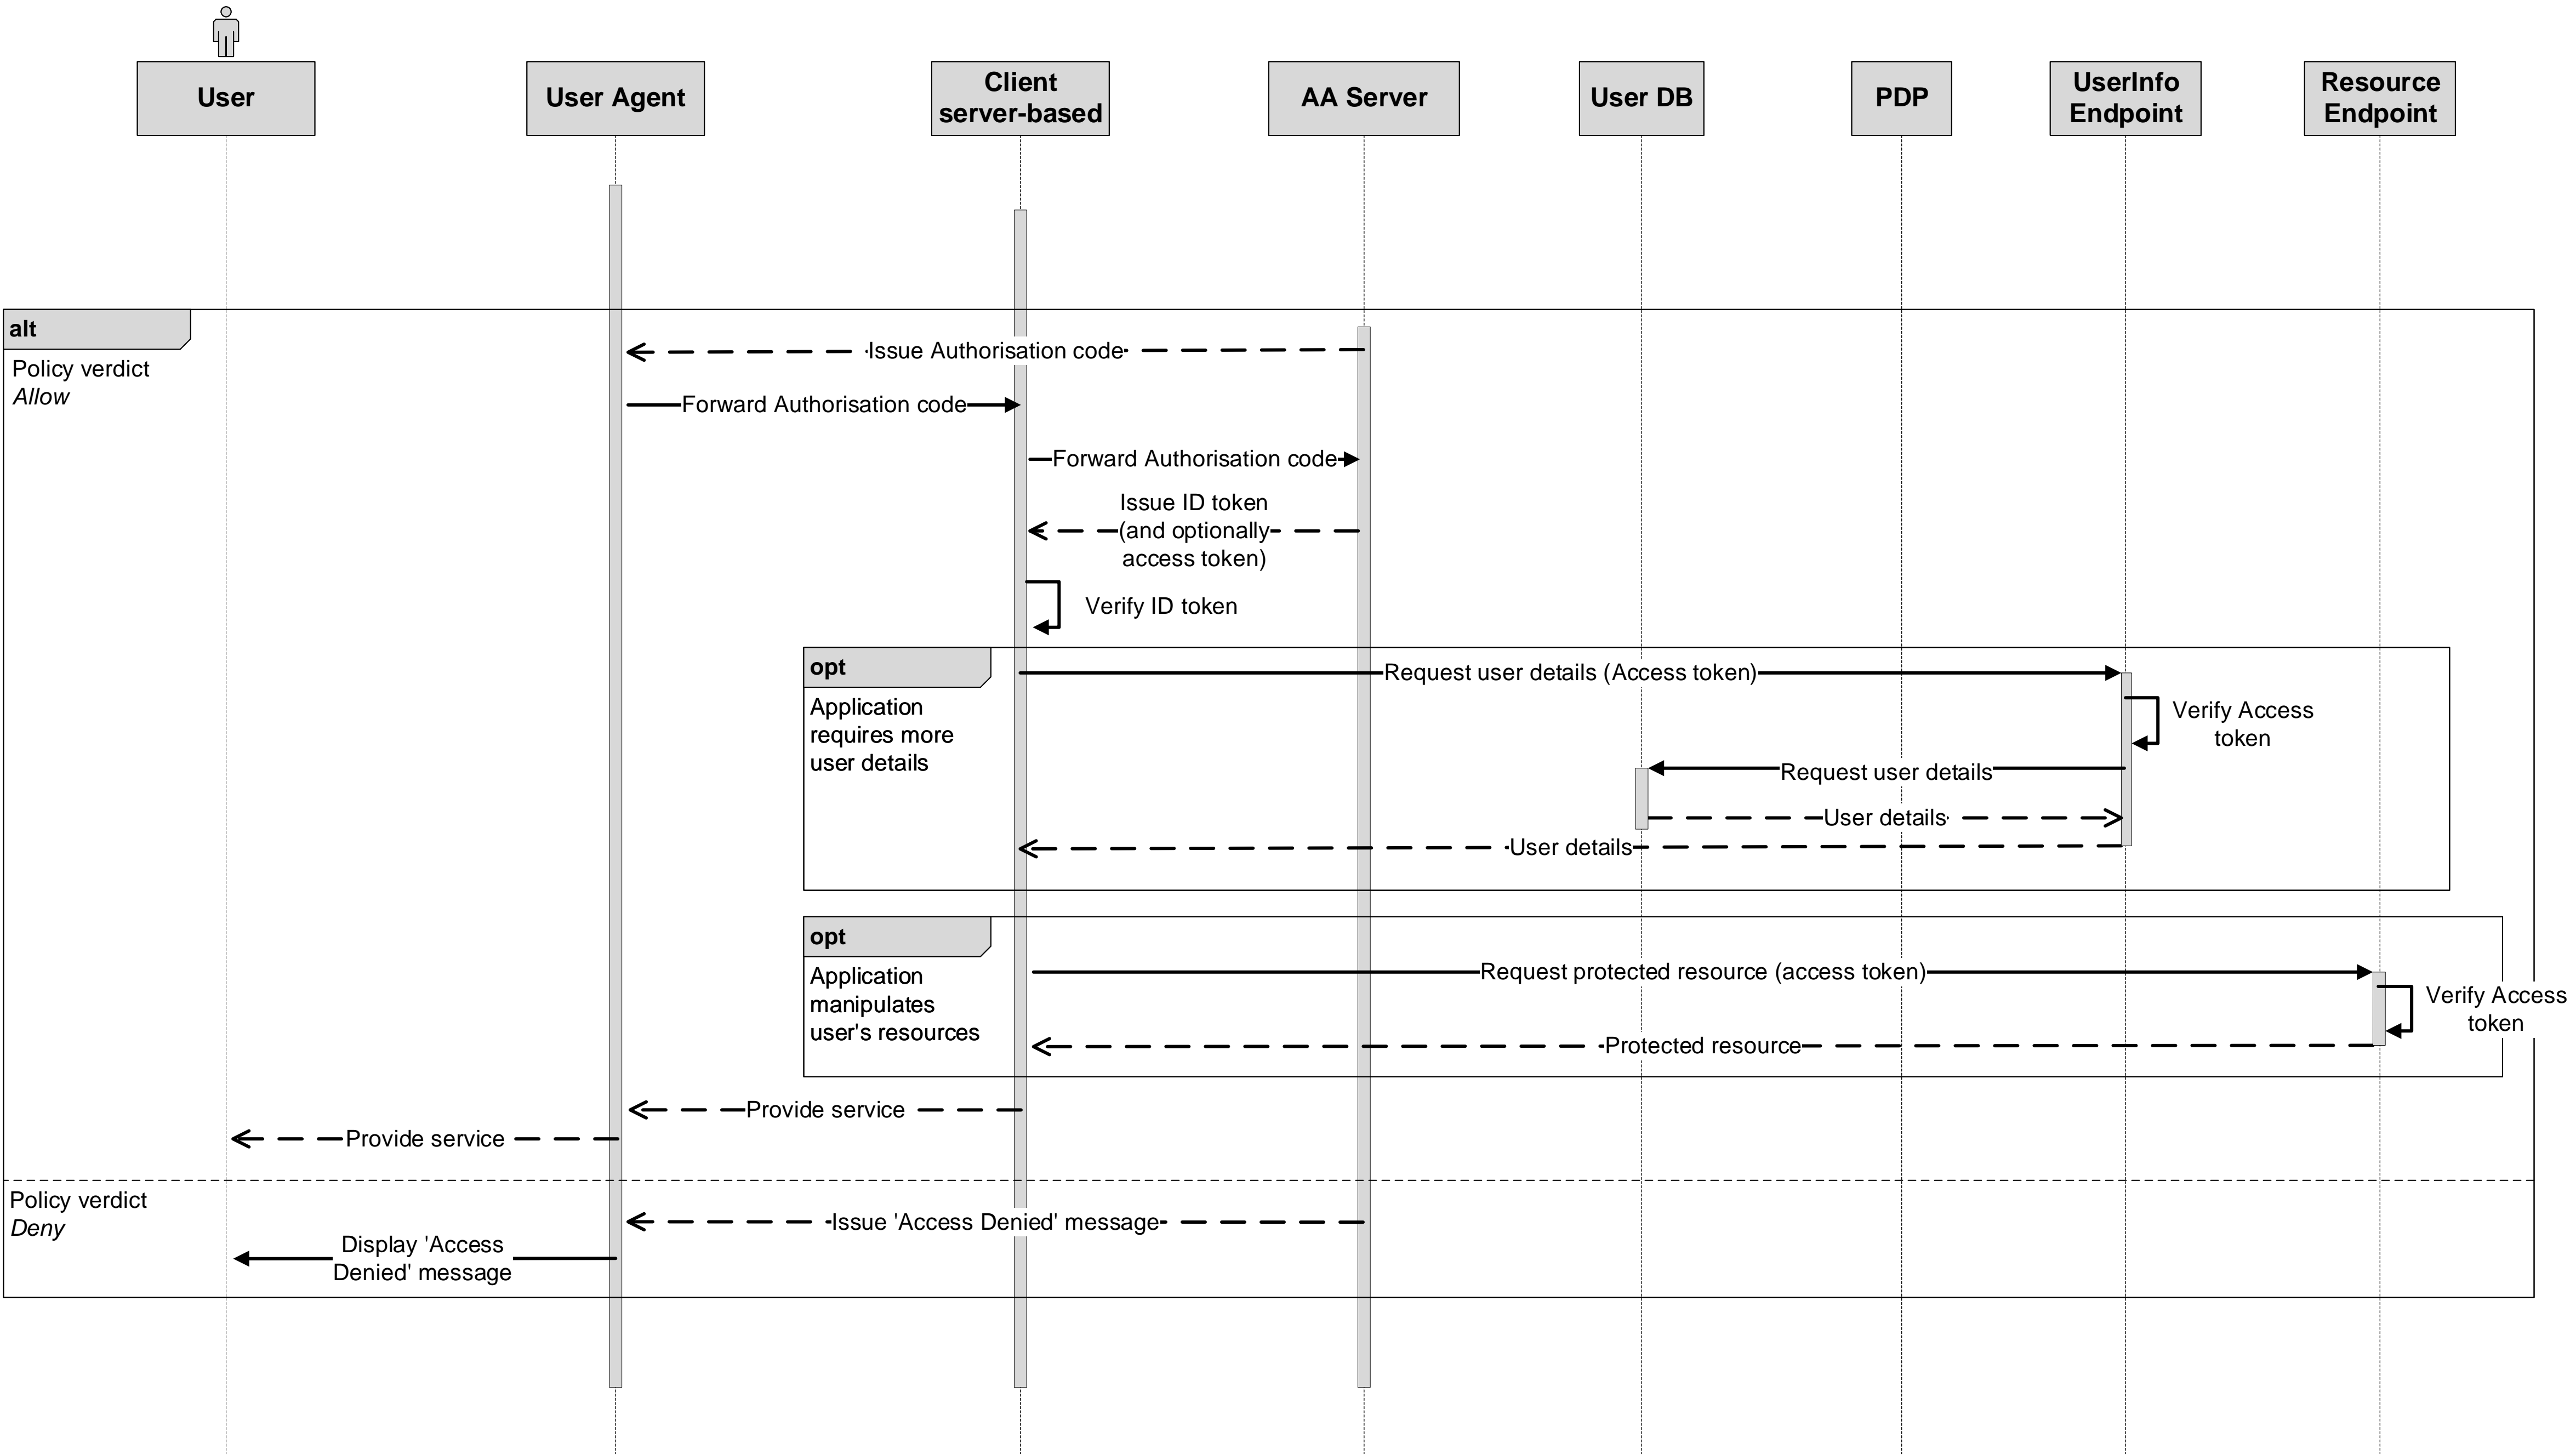 User
User Agent
Client
server-based
AA Server
User DB
PDP
UserInfo
Endpoint
Resource
Endpoint
alt
Policy verdict
Allow
Issue Authorisation code
Forward Authorisation code
Forward Authorisation code
Issue ID token
(and optionally
access token)
Verify ID token
opt
Application
requires more
user details
Request user details (Access token)
Verify Access
token
Request user details
User details
User details
opt
Application
manipulates
user's resources
Request protected resource (access token)
Verify Access
token
Protected resource
Provide service
Provide service
Policy verdict
Deny
Issue 'Access Denied' message
Display 'Access
Denied' message